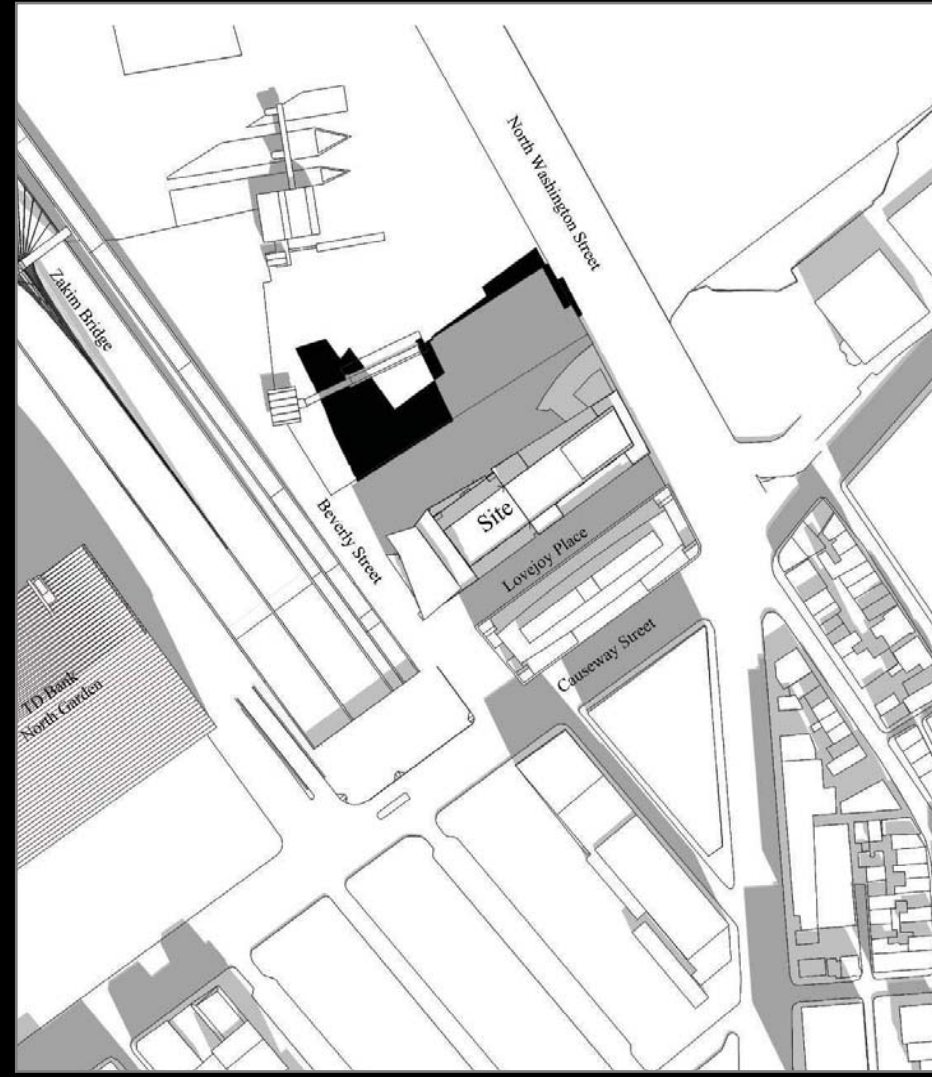 North Washington Street
Zakim Bridge
Site
Beverly Street
Lovejoy Place
Causeway Street
TD Bank
North Garden